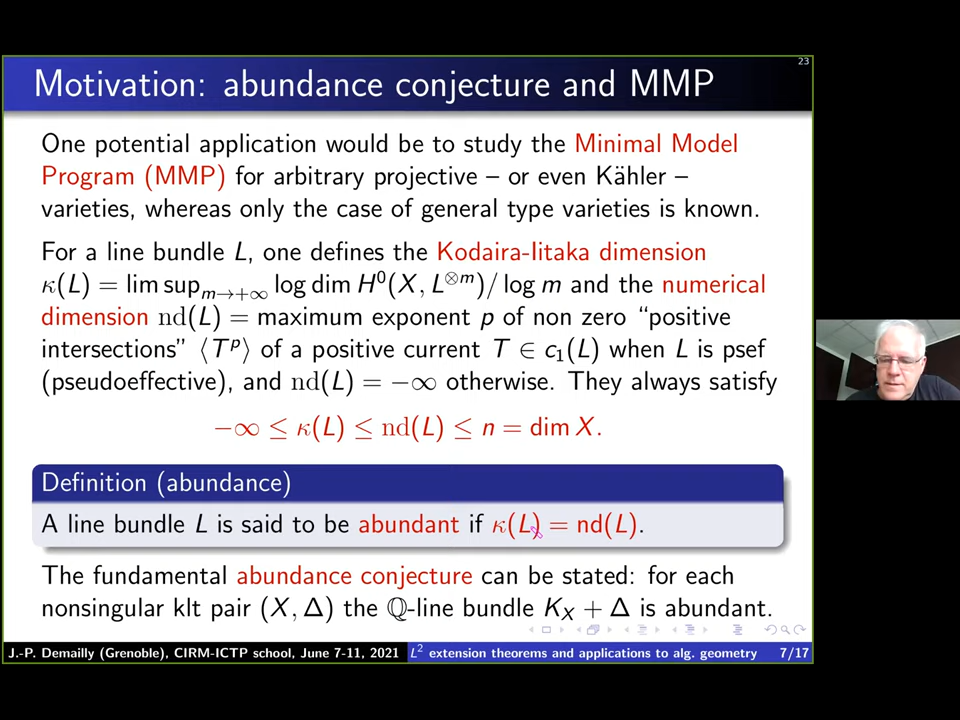 23
Motivation: abundance conjecture and MMP
One potential application would be to study the Minimal Model
Program (MMP) for arbitrary projective – or even Kähler –
varieties, whereas only the case of general type varieties is known.
For a line bundle L, one defines the Kodaira-Iitaka dimension
κ(L) = lim sup_{m→+∞} log dim H⁰(X, L^{⊗m})/ log m and the numerical
dimension nd(L) = maximum exponent p of non zero “positive
intersections” ⟨T^p⟩ of a positive current T ∈ c₁(L) when L is psef
(pseudoeffective), and nd(L) = −∞ otherwise. They always satisfy
−∞ ≤ κ(L) ≤ nd(L) ≤ n = dim X.
Definition (abundance)
A line bundle L is said to be abundant if κ(L) = nd(L).
The fundamental abundance conjecture can be stated: for each
nonsingular klt pair (X, Δ) the ℚ-line bundle K_X + Δ is abundant.
J.-P. Demailly (Grenoble), CIRM-ICTP school, June 7-11, 2021 L² extension theorems and applications to alg. geometry 7/17